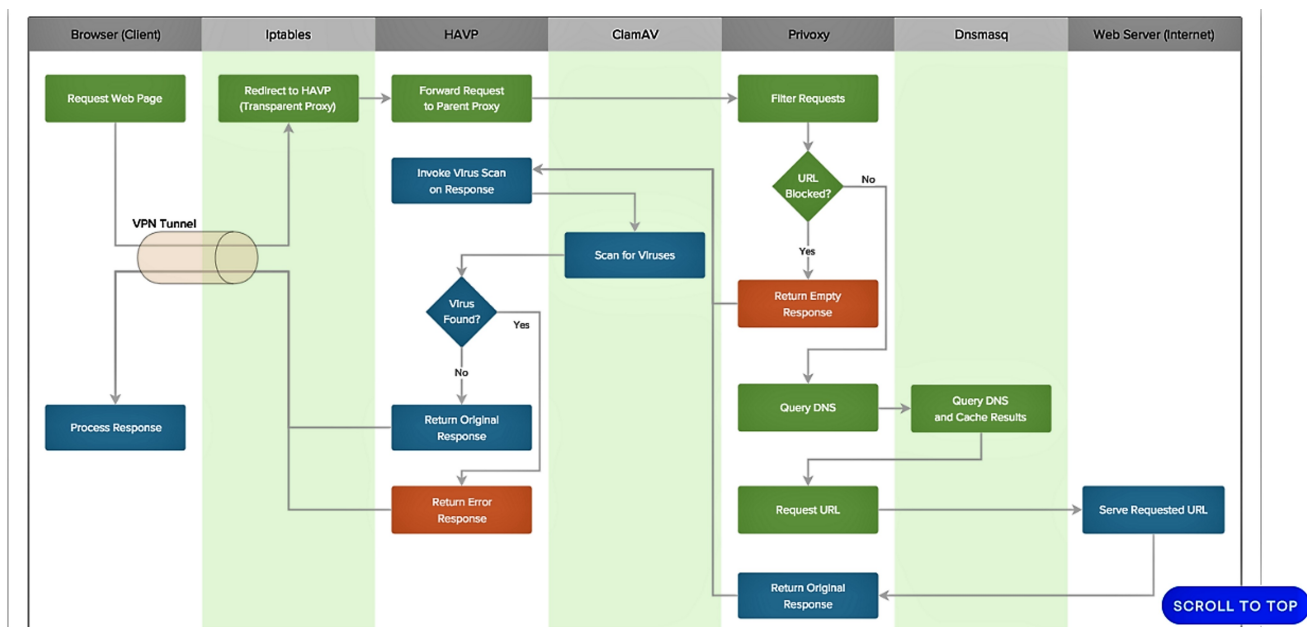 Browser (Client)
Iptables
HAVP
ClamAV
Privoxy
Dnsmasq
Web Server (Internet)
Request Web Page
Redirect to HAVP
(Transparent Proxy)
Forward Request
to Parent Proxy
Filter Requests
Invoke Virus Scan
on Response
URL
Blocked?
No
VPN Tunnel
Scan for Viruses
Yes
Virus
Found?
Yes
Return Empty
Response
No
Query DNS
Query DNS
and Cache Results
Process Response
Return Original
Response
Return Error
Response
Request URL
Serve Requested URL
Return Original
Response
SCROLL TO TOP